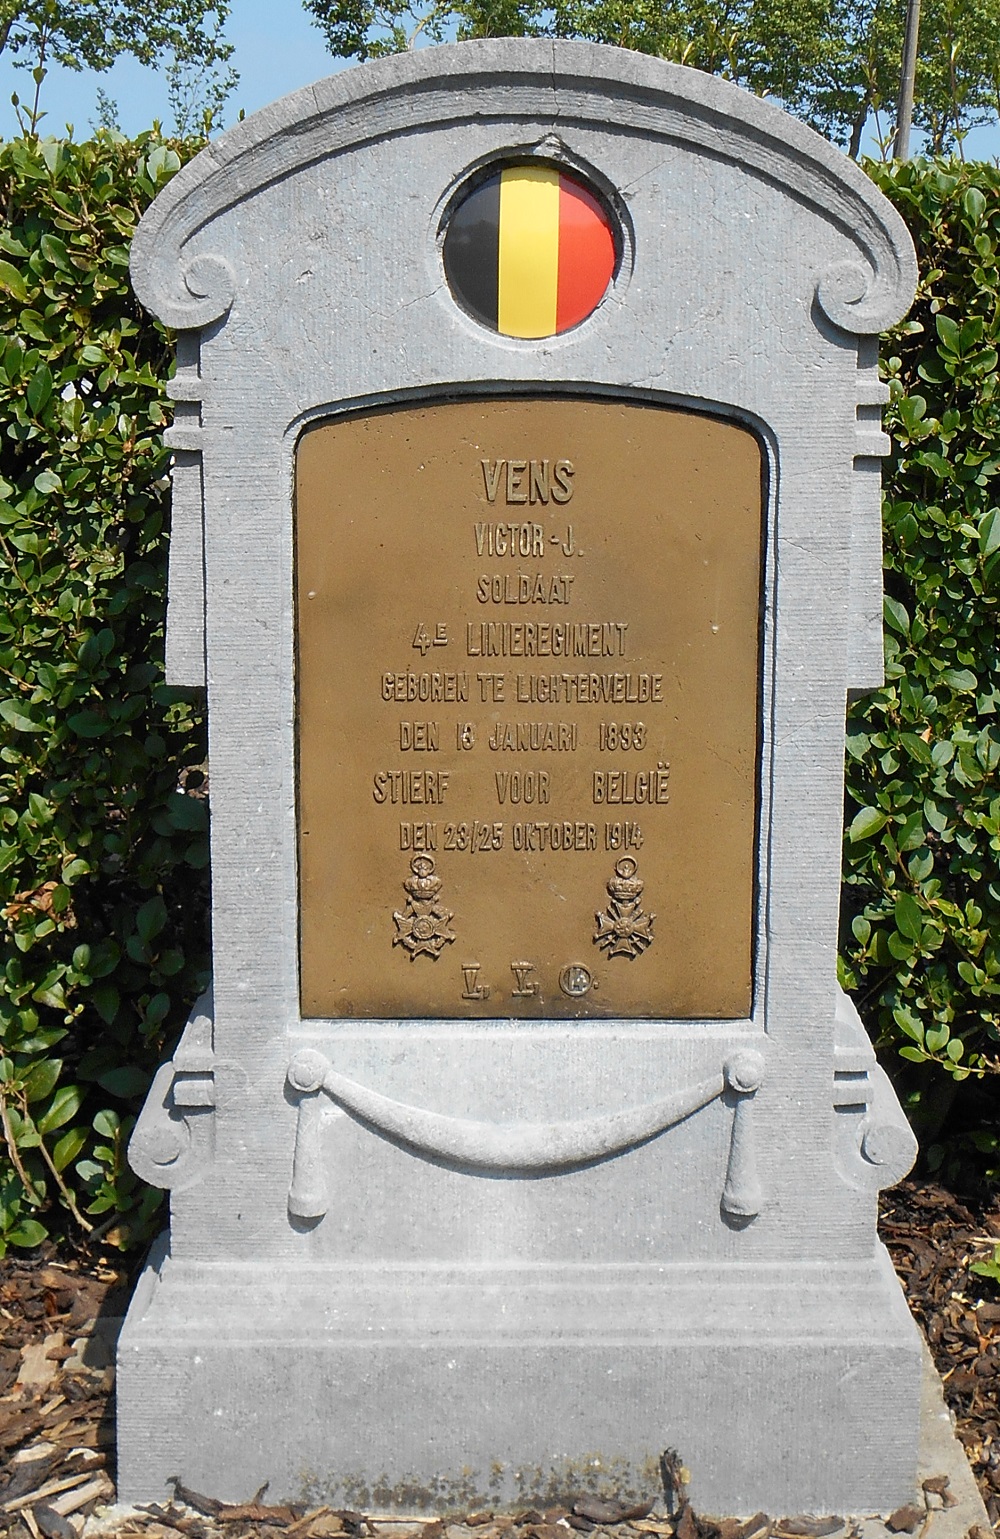 VENS
VICTOR-J.
SOLDAAT
4E LINIEREGIMENT
GEBOREN TE LICHTERVELDE
DEN 13 JANUARI 1893
STIERF VOOR BELGIË
DEN 23/25 OKTOBER 1914
V, V, 14.